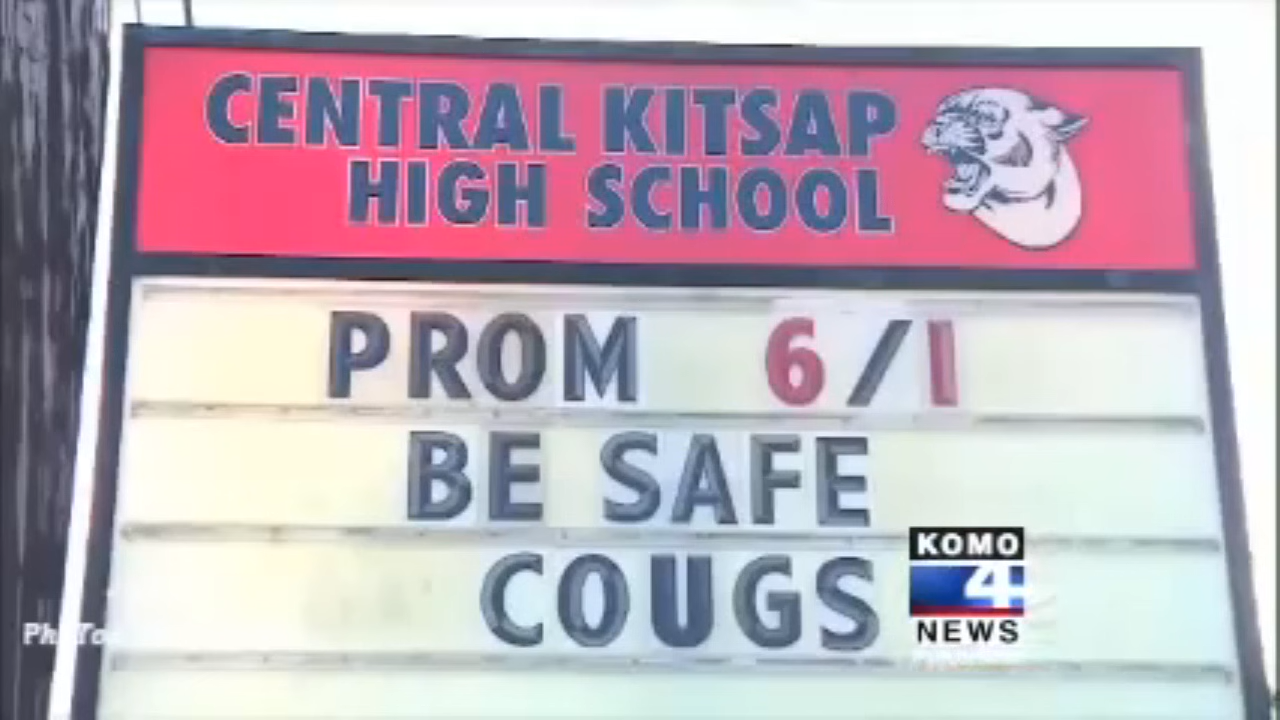 CENTRAL KITSAP
HIGH SCHOOL
PROM 6/1
BE SAFE
COUGS
KOMO
4
NEWS